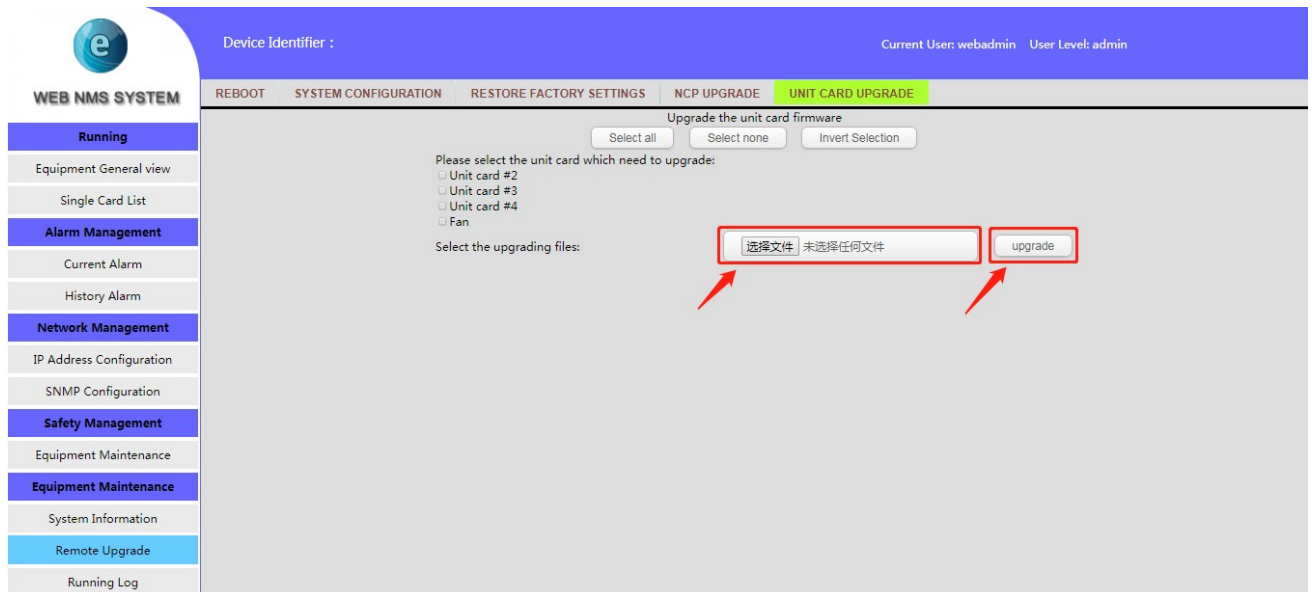 e
WEB NMS SYSTEM
Device Identifier :
Current User: webadmin User Level: admin
REBOOT SYSTEM CONFIGURATION RESTORE FACTORY SETTINGS NCP UPGRADE UNIT CARD UPGRADE
Running
Equipment General view
Single Card List
Alarm Management
Current Alarm
History Alarm
Network Management
IP Address Configuration
SNMP Configuration
Safety Management
Equipment Maintenance
Equipment Maintenance
System Information
Remote Upgrade
Running Log
Upgrade the unit card firmware
Select all Select none Invert Selection
Please select the unit card which need to upgrade:
Unit card #2
Unit card #3
Unit card #4
Fan
Select the upgrading files: 选择文件 未选择任何文件 upgrade